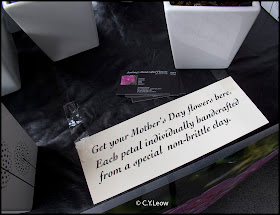 Get your Mother's Day flowers here.
Each petal individually handcrafted
from a special non-brittle clay.
© C.Y.Leow